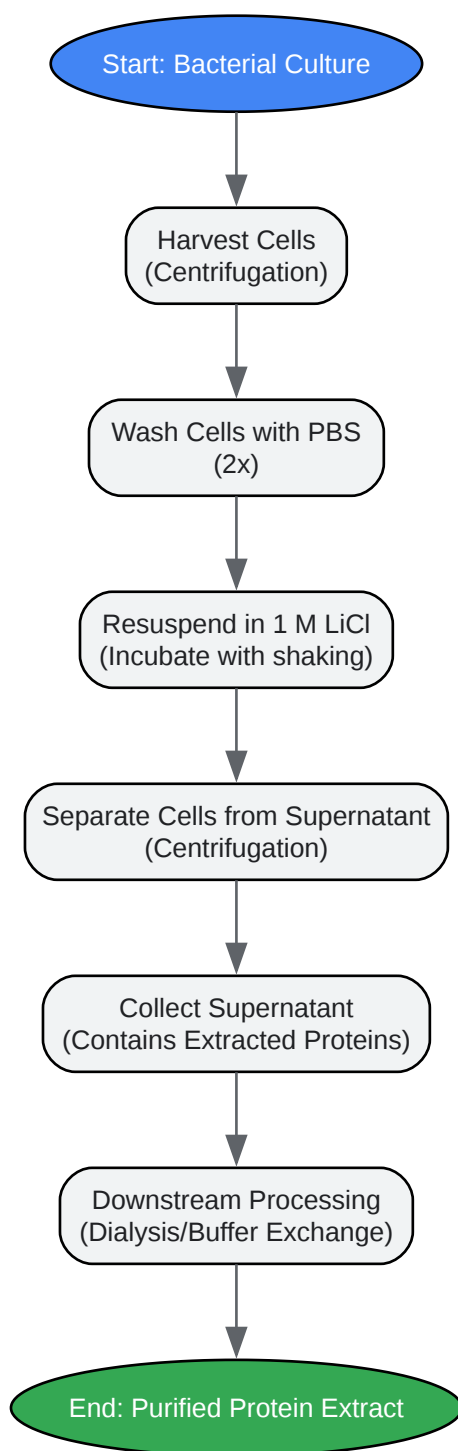 Start: Bacterial Culture
Harvest Cells
(Centrifugation)
Wash Cells with PBS
(2x)
Resuspend in 1 M LiCl
(Incubate with shaking)
Separate Cells from Supernatant
(Centrifugation)
Collect Supernatant
(Contains Extracted Proteins)
Downstream Processing
(Dialysis/Buffer Exchange)
End: Purified Protein Extract